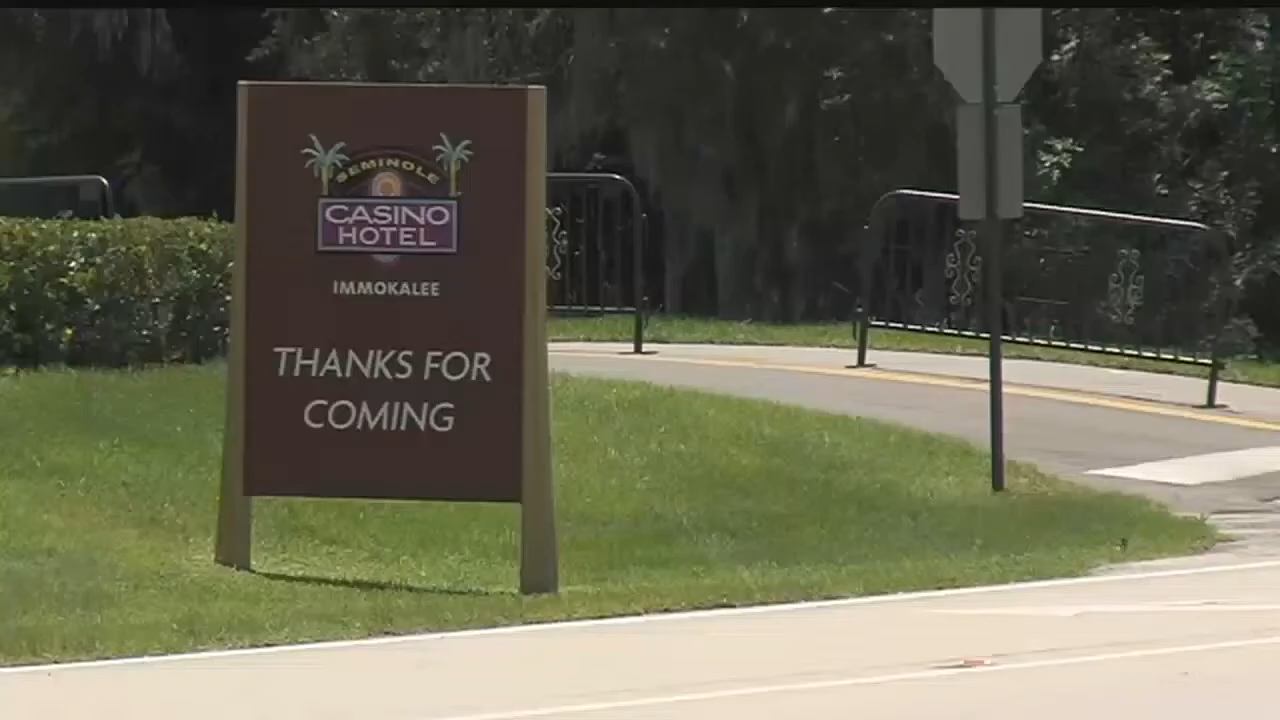 SEMINOLE
CASINO
HOTEL
IMMOKALEE
THANKS FOR
COMING